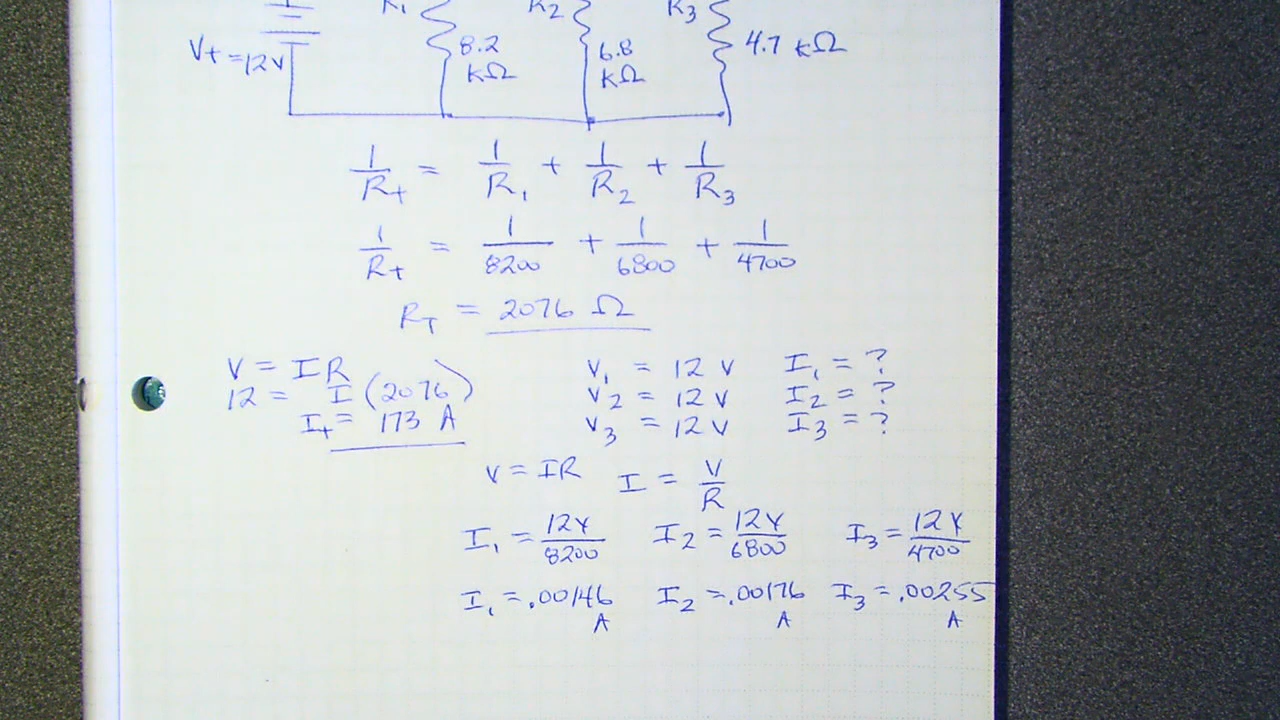 R1 R2 R3
Vt = 12V 8.2 kΩ 6.8 kΩ 4.7 kΩ
1/Rt = 1/R1 + 1/R2 + 1/R3
1/Rt = 1/8200 + 1/6800 + 1/4700
RT = 2076 Ω
V = IR V1 = 12 V I1 = ?
12 = I (2076) V2 = 12 V I2 = ?
It = 173 A V3 = 12 V I3 = ?
V = IR I = V/R
I1 = 12V/8200 I2 = 12V/6800 I3 = 12V/4700
I1 = .00146 A I2 = .00176 A I3 = .00255 A